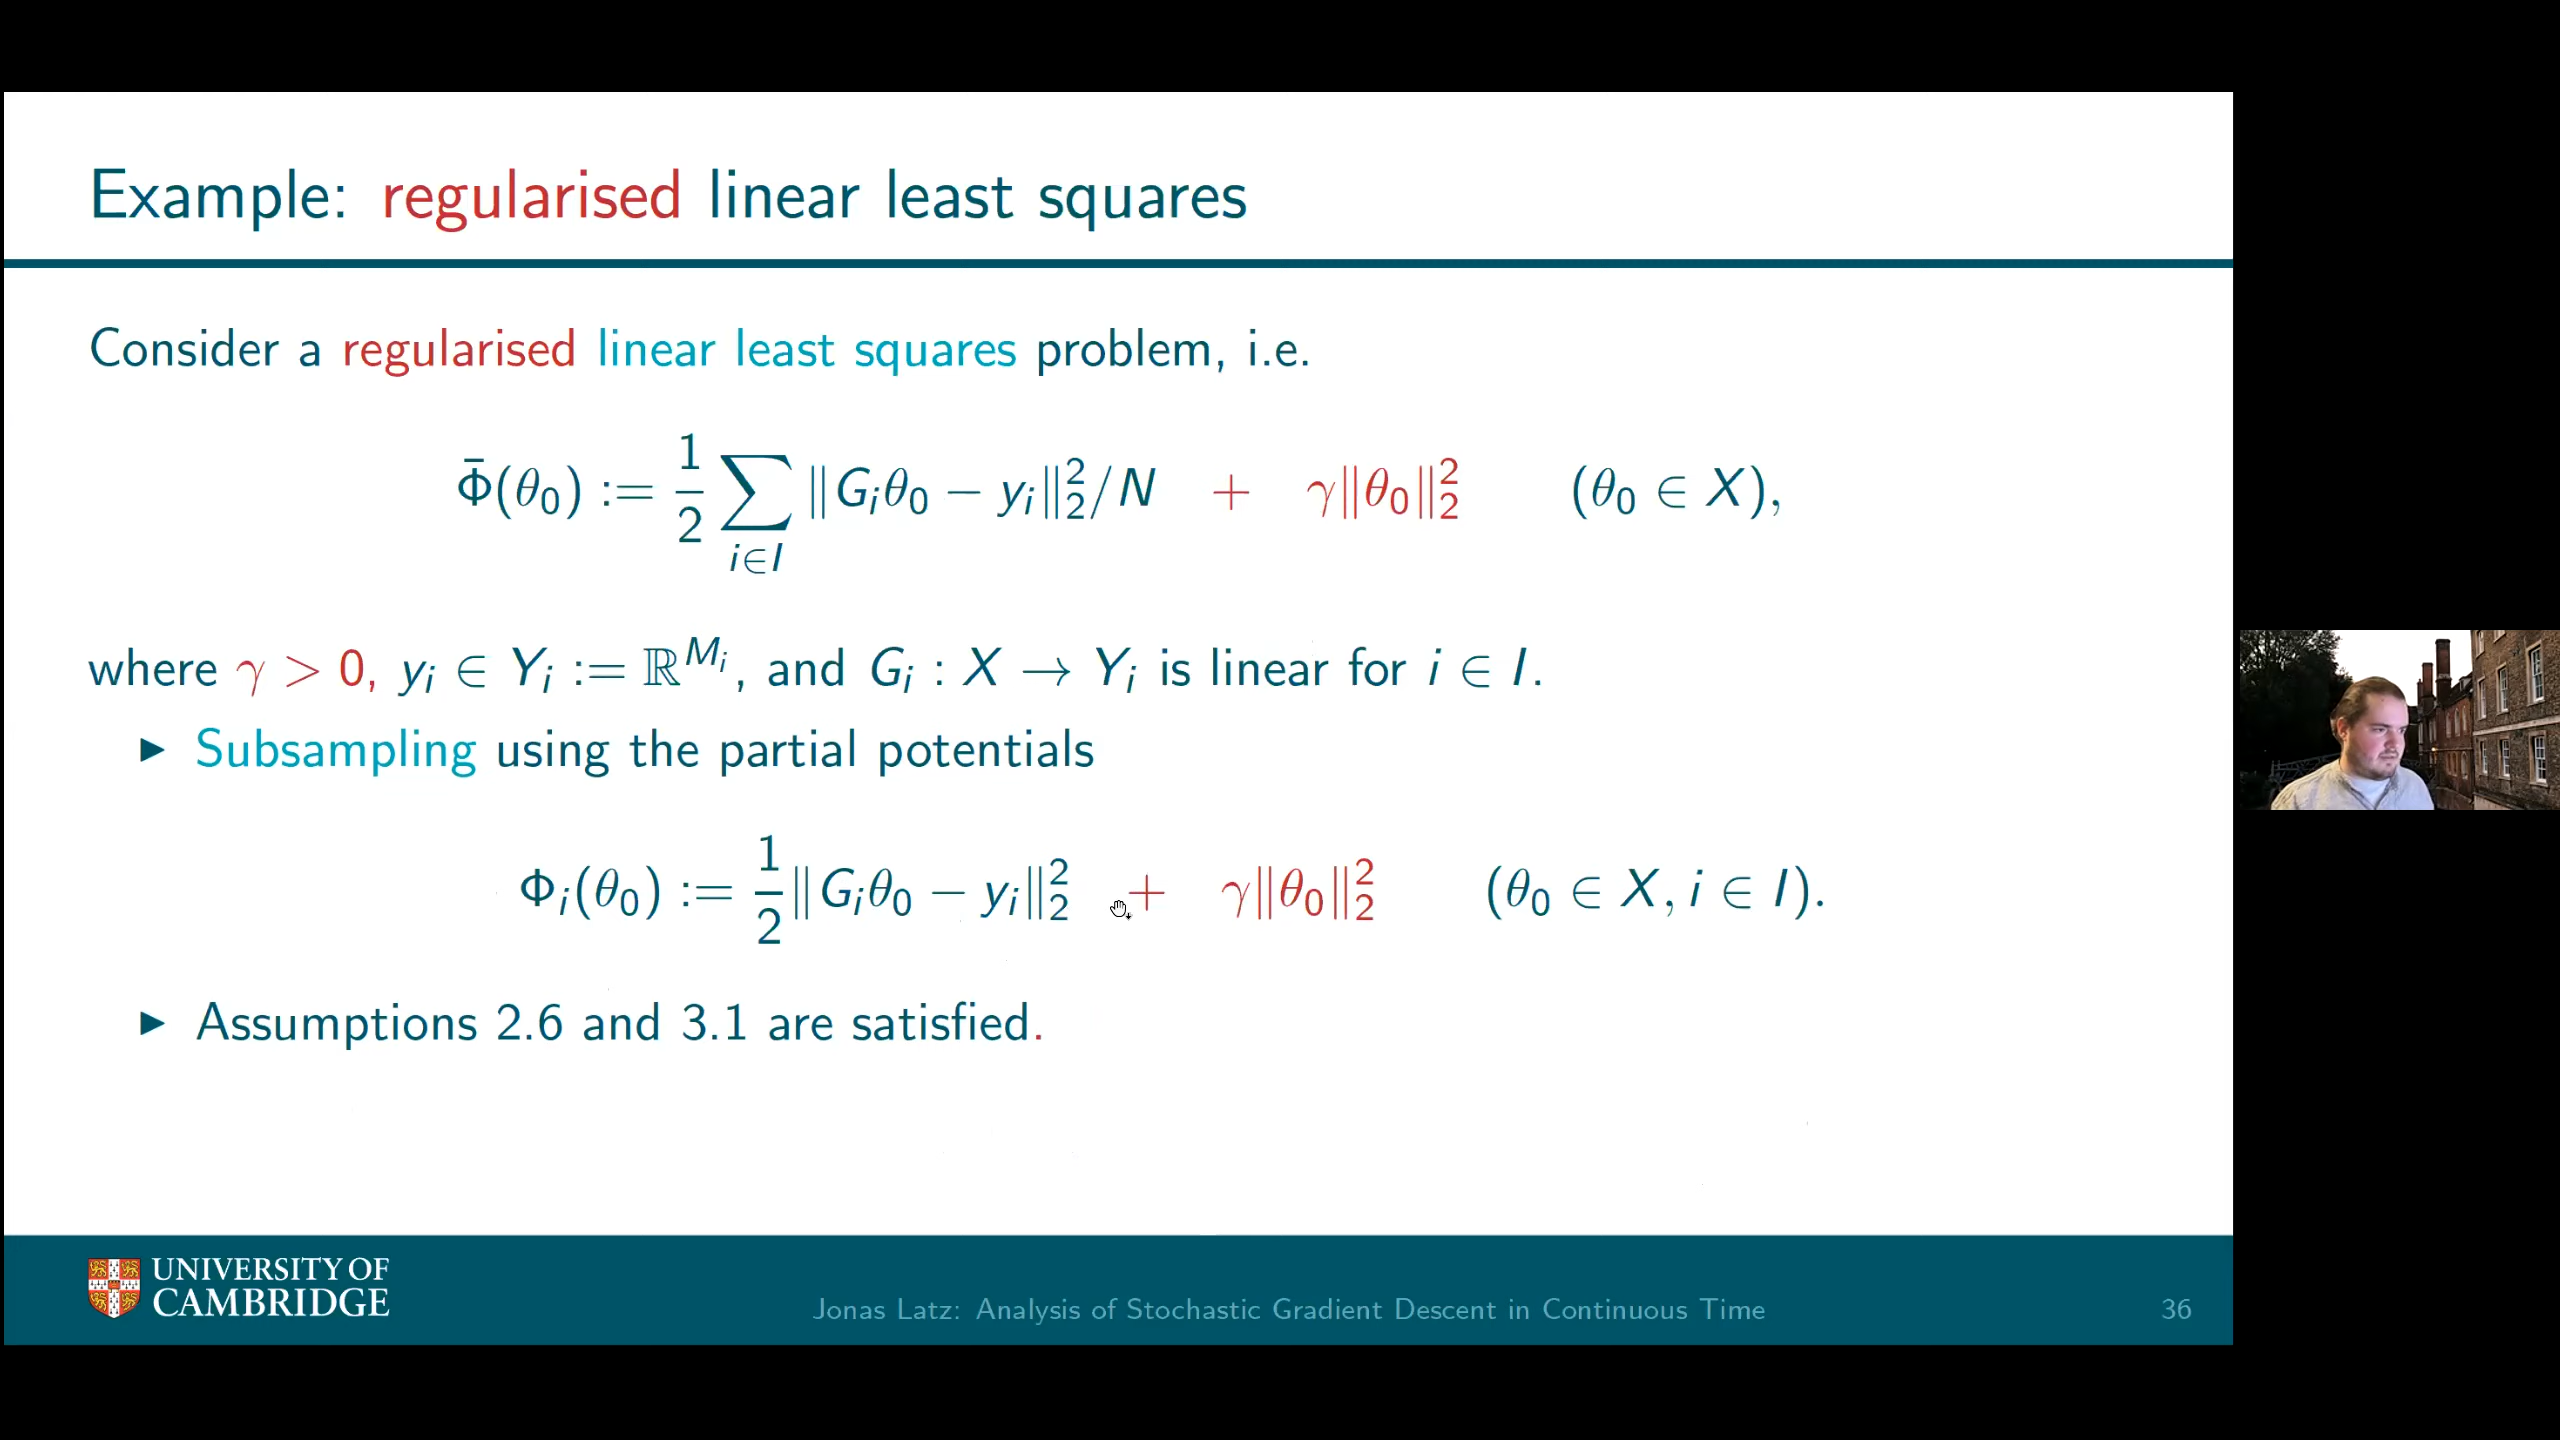 Example: regularised linear least squares
Consider a regularised linear least squares problem, i.e.
Φ̄(θ₀) := 1/2 ∑_{i∈I} ‖G_iθ₀ − y_i‖₂²/N + γ‖θ₀‖₂² (θ₀ ∈ X),
where γ > 0, y_i ∈ Y_i := ℝ^{M_i}, and G_i : X → Y_i is linear for i ∈ I.
▶ Subsampling using the partial potentials
Φ_i(θ₀) := 1/2‖G_iθ₀ − y_i‖₂² + γ‖θ₀‖₂² (θ₀ ∈ X, i ∈ I).
▶ Assumptions 2.6 and 3.1 are satisfied.
UNIVERSITY OF
CAMBRIDGE
Jonas Latz: Analysis of Stochastic Gradient Descent in Continuous Time
36